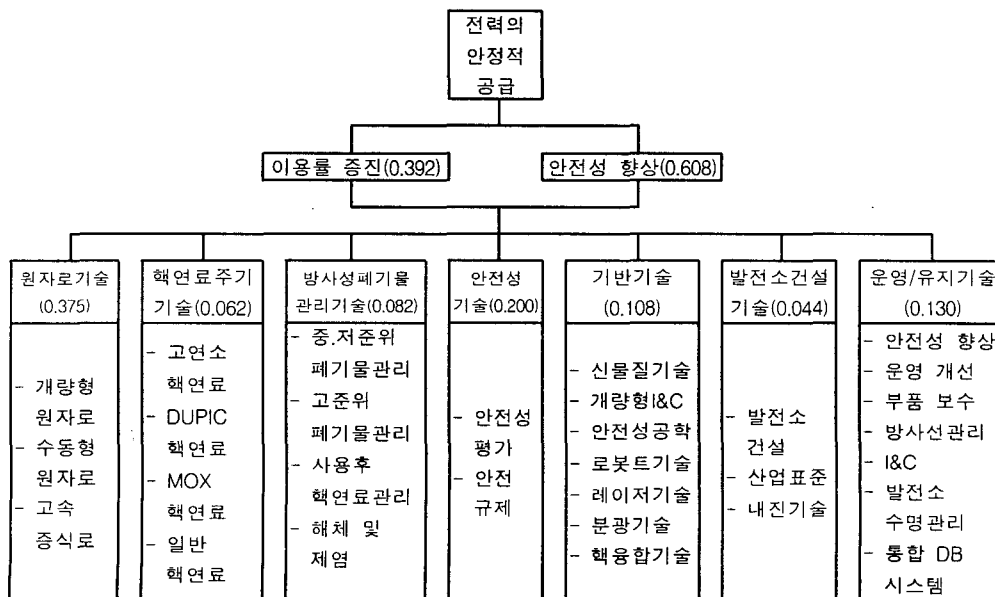 전력의
안정적
공급
이용률 증진(0.392)
안전성 향상(0.608)
원자로기술
(0.375)
- 개량형
원자로
- 수동형
원자로
- 고속
증식로
핵연료주기
기술(0.062)
- 고연소
핵연료
- DUPIC
핵연료
- MOX
핵연료
- 일반
핵연료
방사성폐기물
관리기술(0.082)
- 중.저준위
폐기물관리
- 고준위
폐기물관리
- 사용후
핵연료관리
- 해체 및
제염
안전성
기술(0.200)
- 안전성
평가
- 안전
규제
기반기술
(0.108)
- 신물질기술
- 개량형I&C
- 안전성공학
- 로봇트기술
- 레이저기술
- 분광기술
- 핵융합기술
발전소건설
기술(0.044)
- 발전소
건설
- 산업표준
- 내진기술
운영/유지기술
(0.130)
- 안전성 향상
- 운영 개선
- 부품 보수
- 방사선관리
- I&C
- 발전소
수명관리
- 통합 DB
시스템